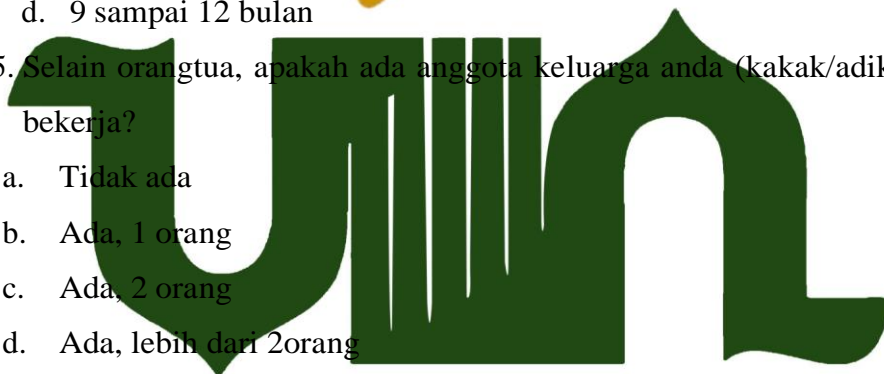 d. 9 sampai 12 bulan
5. Selain orangtua, apakah ada anggota keluarga anda (kakak/adik
bekerja?
a. Tidak ada
b. Ada, 1 orang
c. Ada, 2 orang
d. Ada, lebih dari 2orang